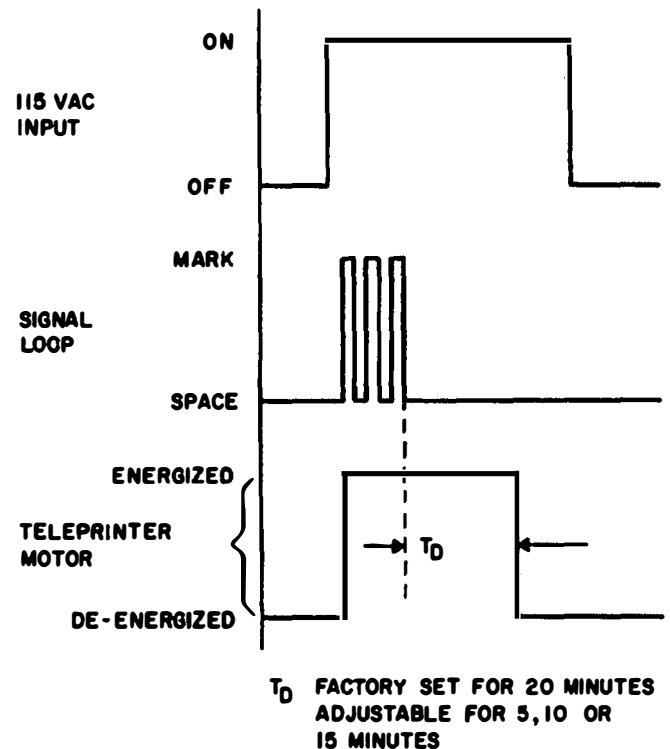 ON
115 VAC
INPUT
OFF
MARK
SIGNAL
LOOP
SPACE
ENERGIZED
TELEPRINTER
MOTOR
TD
DE-ENERGIZED
TD FACTORY SET FOR 20 MINUTES
ADJUSTABLE FOR 5, 10 OR
15 MINUTES